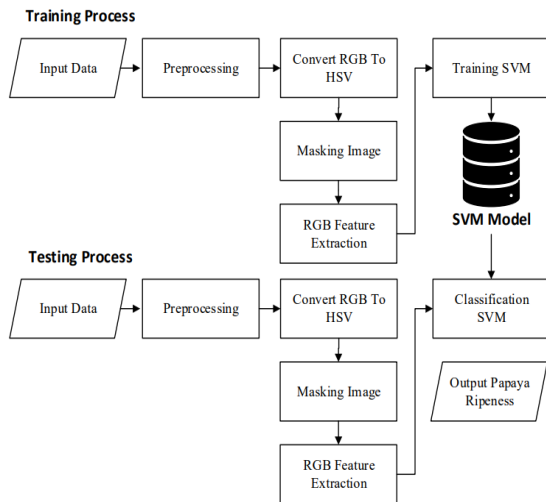 Training Process
Input Data
Preprocessing
Convert RGB To
HSV
Training SVM
Masking Image
RGB Feature
Extraction
SVM Model
Testing Process
Input Data
Preprocessing
Convert RGB To
HSV
Classification
SVM
Masking Image
Output Papaya
Ripeness
RGB Feature
Extraction